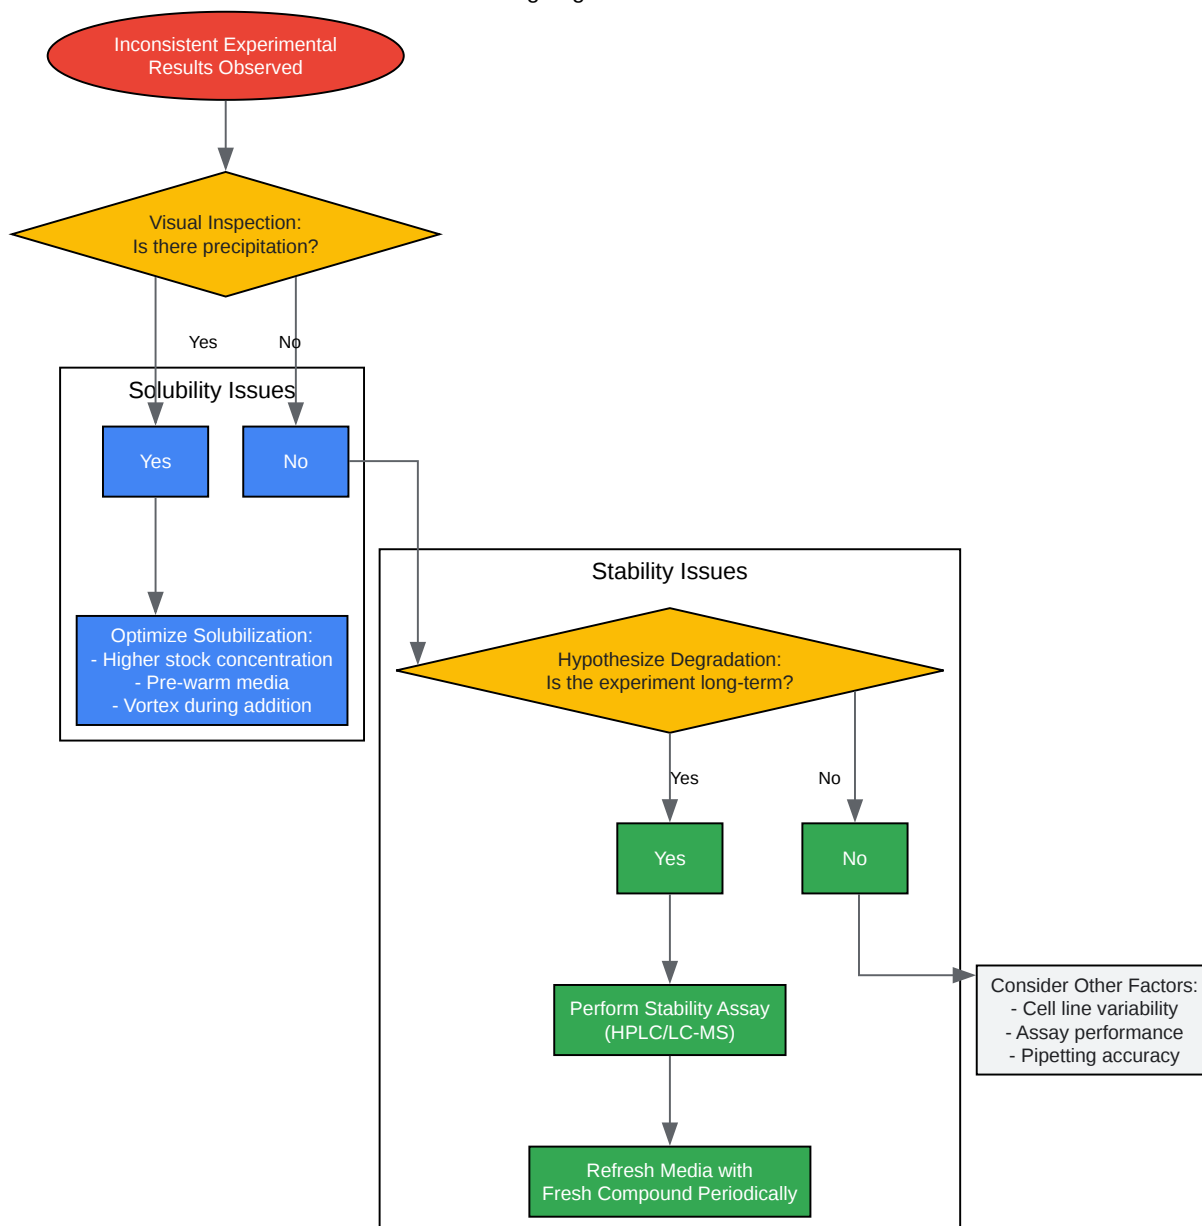 Inconsistent Experimental
Results Observed
Visual Inspection:
Is there precipitation?
Yes
No
Solubility Issues
Yes
No
Optimize Solubilization:
- Higher stock concentration
- Pre-warm media
- Vortex during addition
Stability Issues
Hypothesize Degradation:
Is the experiment long-term?
Yes
No
Yes
No
Perform Stability Assay
(HPLC/LC-MS)
Consider Other Factors:
- Cell line variability
- Assay performance
- Pipetting accuracy
Refresh Media with
Fresh Compound Periodically